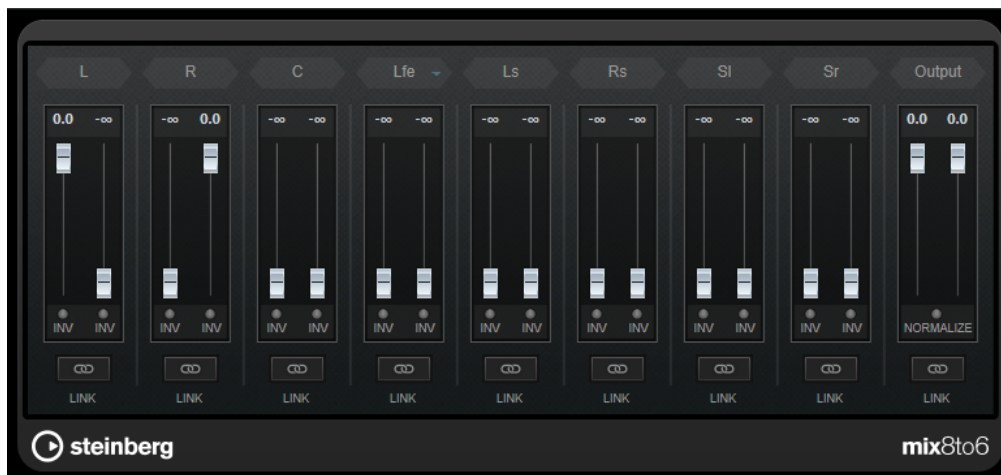 L R C Lfe Ls Rs Sl Sr Output
0.0 -∞ -∞ 0.0 -∞ -∞ -∞ -∞ -∞ -∞ -∞ -∞ -∞ -∞ -∞ -∞ 0.0 0.0
INV INV INV INV INV INV INV INV INV INV INV INV INV INV INV INV NORMALIZE
LINK LINK LINK LINK LINK LINK LINK LINK LINK
steinberg mix8to6